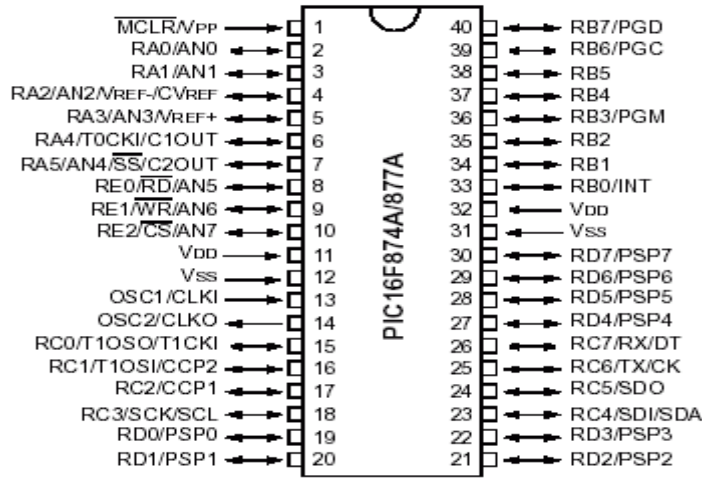 MCLR/VPP 1 40 RB7/PGD
RA0/AN0 2 39 RB6/PGC
RA1/AN1 3 38 RB5
RA2/AN2/VREF-/CVREF 4 37 RB4
RA3/AN3/VREF+ 5 36 RB3/PGM
RA4/T0CKI/C1OUT 6 35 RB2
RA5/AN4/SS/C2OUT 7 34 RB1
RE0/RD/AN5 8 33 RB0/INT
RE1/WR/AN6 9 32 VDD
RE2/CS/AN7 10 31 VSS
VDD 11 30 RD7/PSP7
VSS 12 29 RD6/PSP6
OSC1/CLKI 13 28 RD5/PSP5
OSC2/CLKO 14 27 RD4/PSP4
RC0/T1OSO/T1CKI 15 26 RC7/RX/DT
RC1/T1OSI/CCP2 16 25 RC6/TX/CK
RC2/CCP1 17 24 RC5/SDO
RC3/SCK/SCL 18 23 RC4/SDI/SDA
RD0/PSP0 19 22 RD3/PSP3
RD1/PSP1 20 21 RD2/PSP2
PIC16F874A/877A